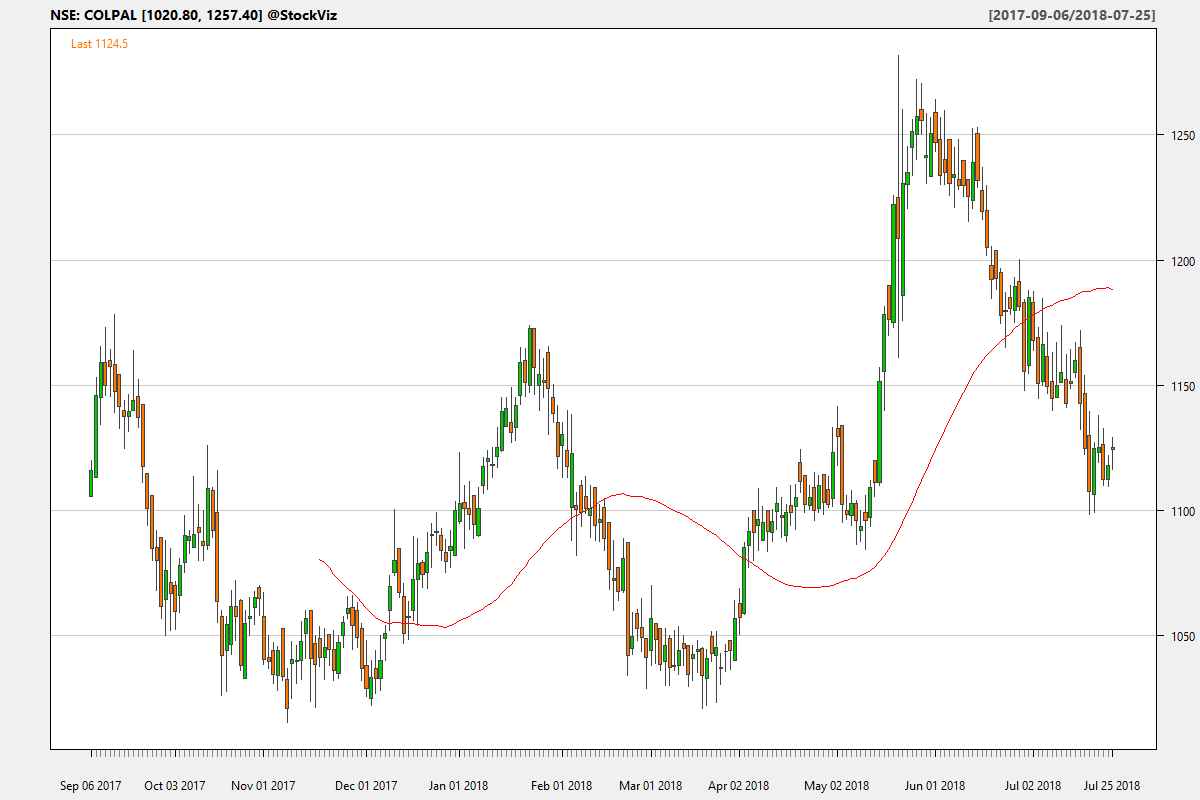 NSE: COLPAL [1020.80, 1257.40] @StockViz
[2017-09-06/2018-07-25]
Last 1124.5
1250
1200
1150
1100
1050
Sep 06 2017 Oct 03 2017 Nov 01 2017 Dec 01 2017 Jan 01 2018 Feb 01 2018 Mar 01 2018 Apr 02 2018 May 02 2018 Jun 01 2018 Jul 02 2018 Jul 25 2018